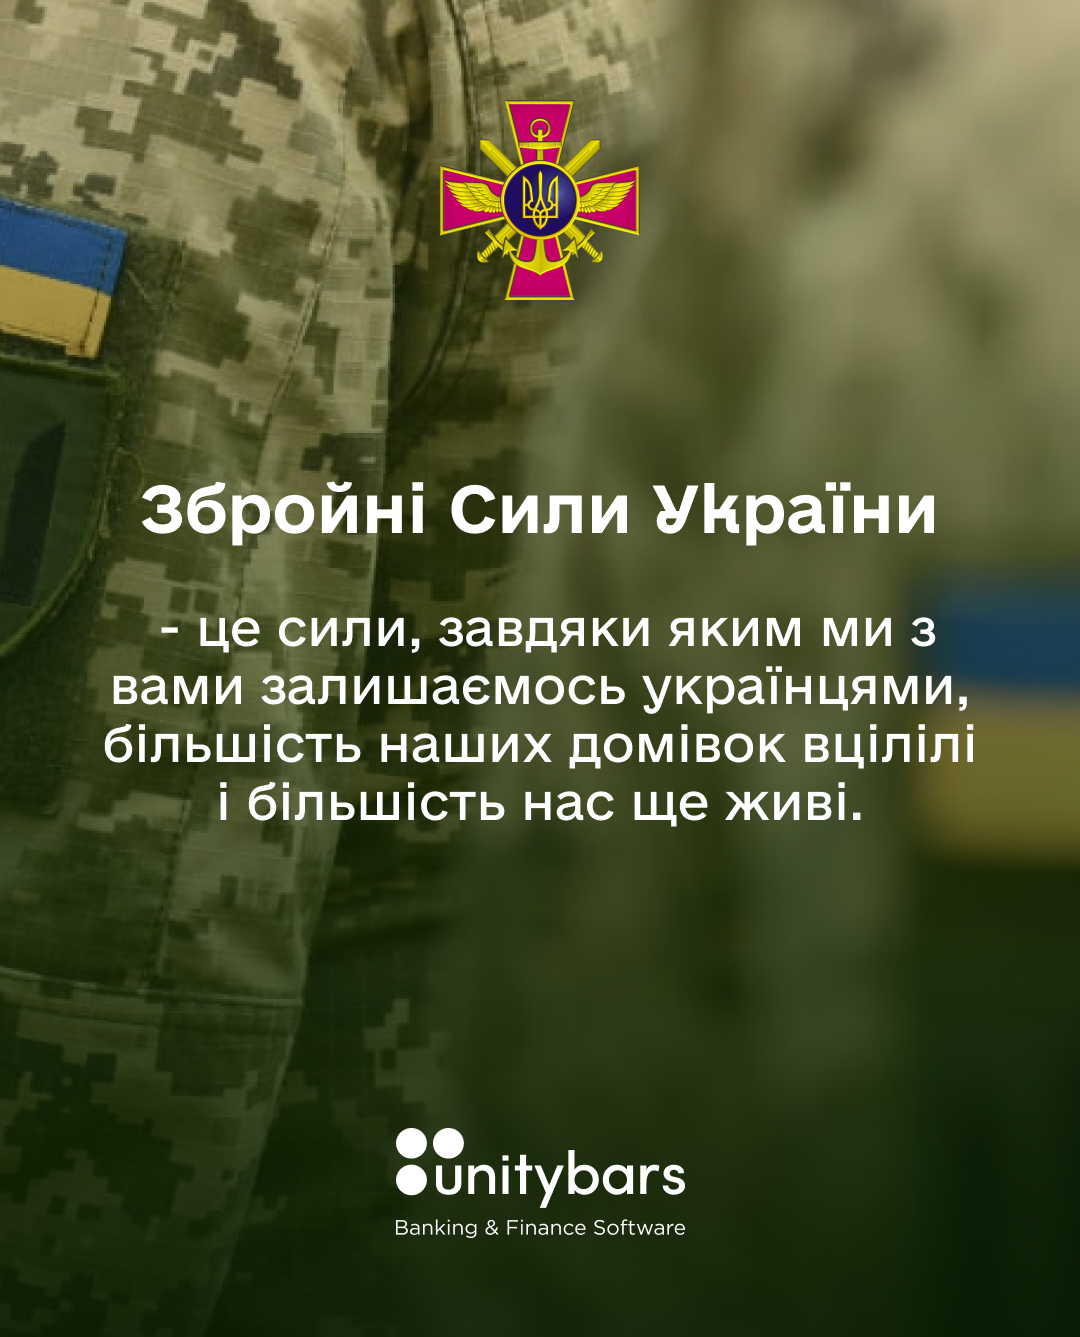 Збройні Сили України
- це сили, завдяки яким ми з
вами залишаємось українцями,
більшість наших домівок вціліли
і більшість нас ще живі.
unitybars
Banking & Finance Software